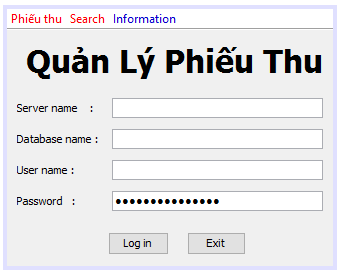 Phiếu thu Search Information
Quản Lý Phiếu Thu
Server name :
Database name :
User name :
Password : ●●●●●●●●●●●●●●●
Log in Exit